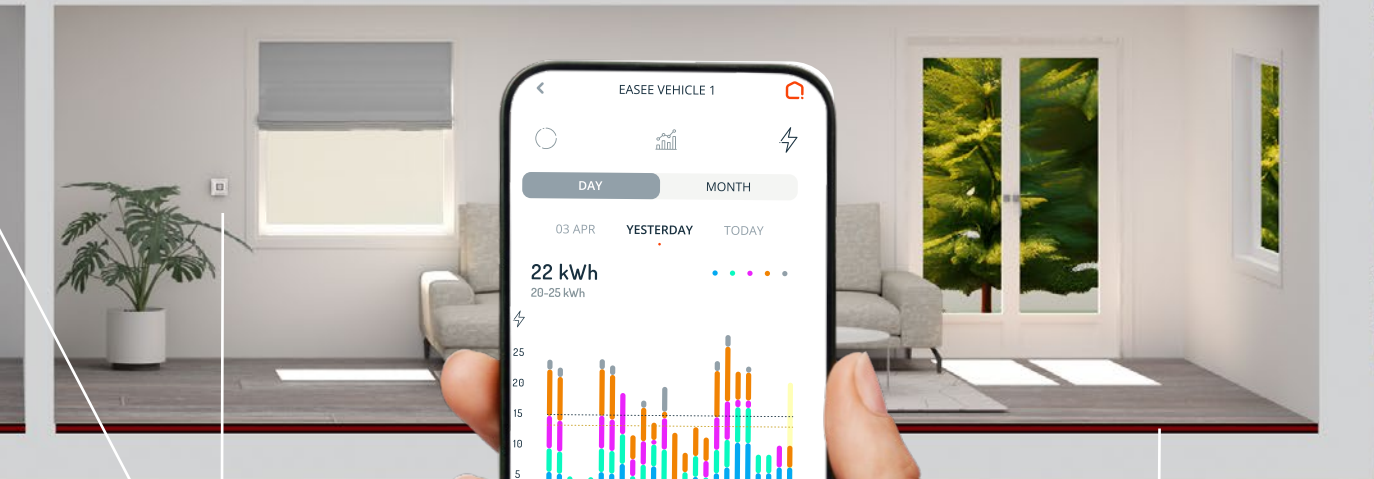 EASEE VEHICLE 1
DAY MONTH
03 APR YESTERDAY TODAY
22 kWh
20-25 kWh
25
20
15
10
5